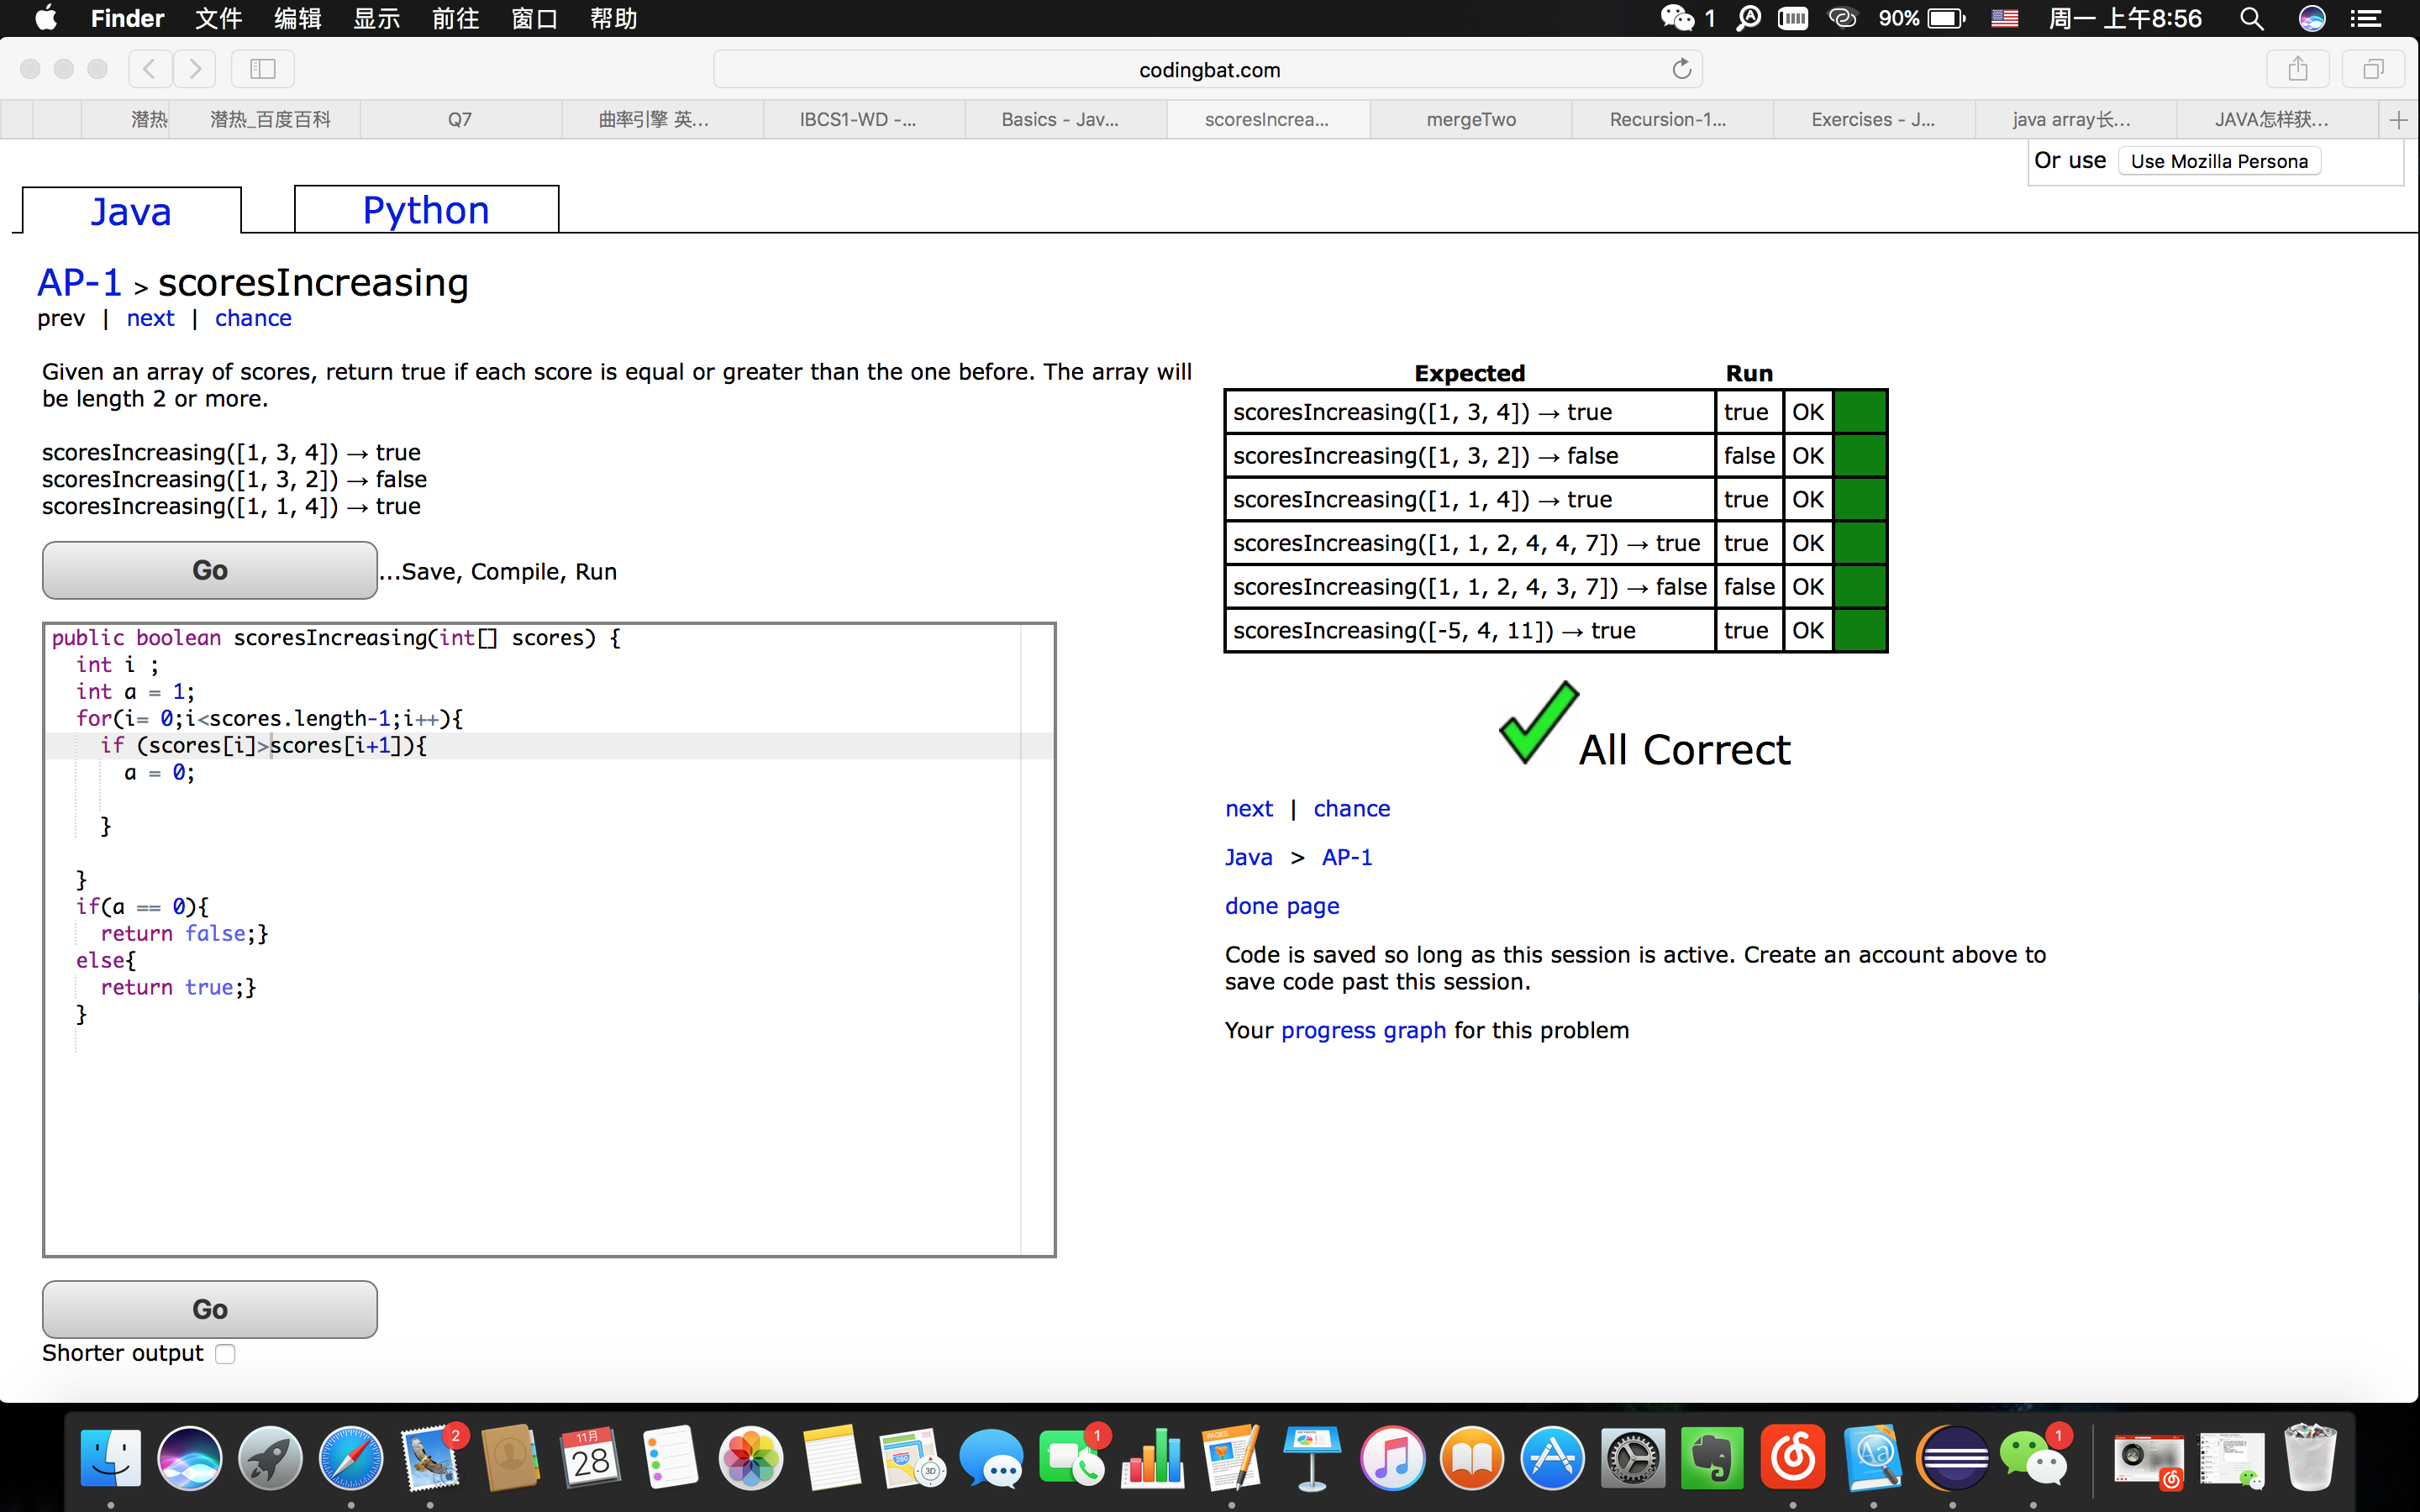 Finder 文件 编辑 显示 前往 窗口 帮助 1 90% 周一 上午8:56
codingbat.com
潜热 潜热_百度百科 Q7 曲率引擎 英... IBCS1-WD -... Basics - Jav... scoresIncrea... mergeTwo Recursion-1... Exercises - J... java array长... JAVA怎样获...
Or use Use Mozilla Persona
Java Python
AP-1 > scoresIncreasing
prev | next | chance
Given an array of scores, return true if each score is equal or greater than the one before. The array will
be length 2 or more.
scoresIncreasing([1, 3, 4]) → true
scoresIncreasing([1, 3, 2]) → false
scoresIncreasing([1, 1, 4]) → true
Go ...Save, Compile, Run
public boolean scoresIncreasing(int[] scores) {
int i ;
int a = 1;
for(i= 0;i<scores.length-1;i++){
if (scores[i]>scores[i+1]){
a = 0;
}
}
if(a == 0){
return false;}
else{
return true;}
}
Go
Shorter output
Expected Run
scoresIncreasing([1, 3, 4]) → true true OK
scoresIncreasing([1, 3, 2]) → false false OK
scoresIncreasing([1, 1, 4]) → true true OK
scoresIncreasing([1, 1, 2, 4, 4, 7]) → true true OK
scoresIncreasing([1, 1, 2, 4, 3, 7]) → false false OK
scoresIncreasing([-5, 4, 11]) → true true OK
All Correct
next | chance
Java > AP-1
done page
Code is saved so long as this session is active. Create an account above to
save code past this session.
Your progress graph for this problem
2 11月 28 280 3D 1 PAGES Aa 1